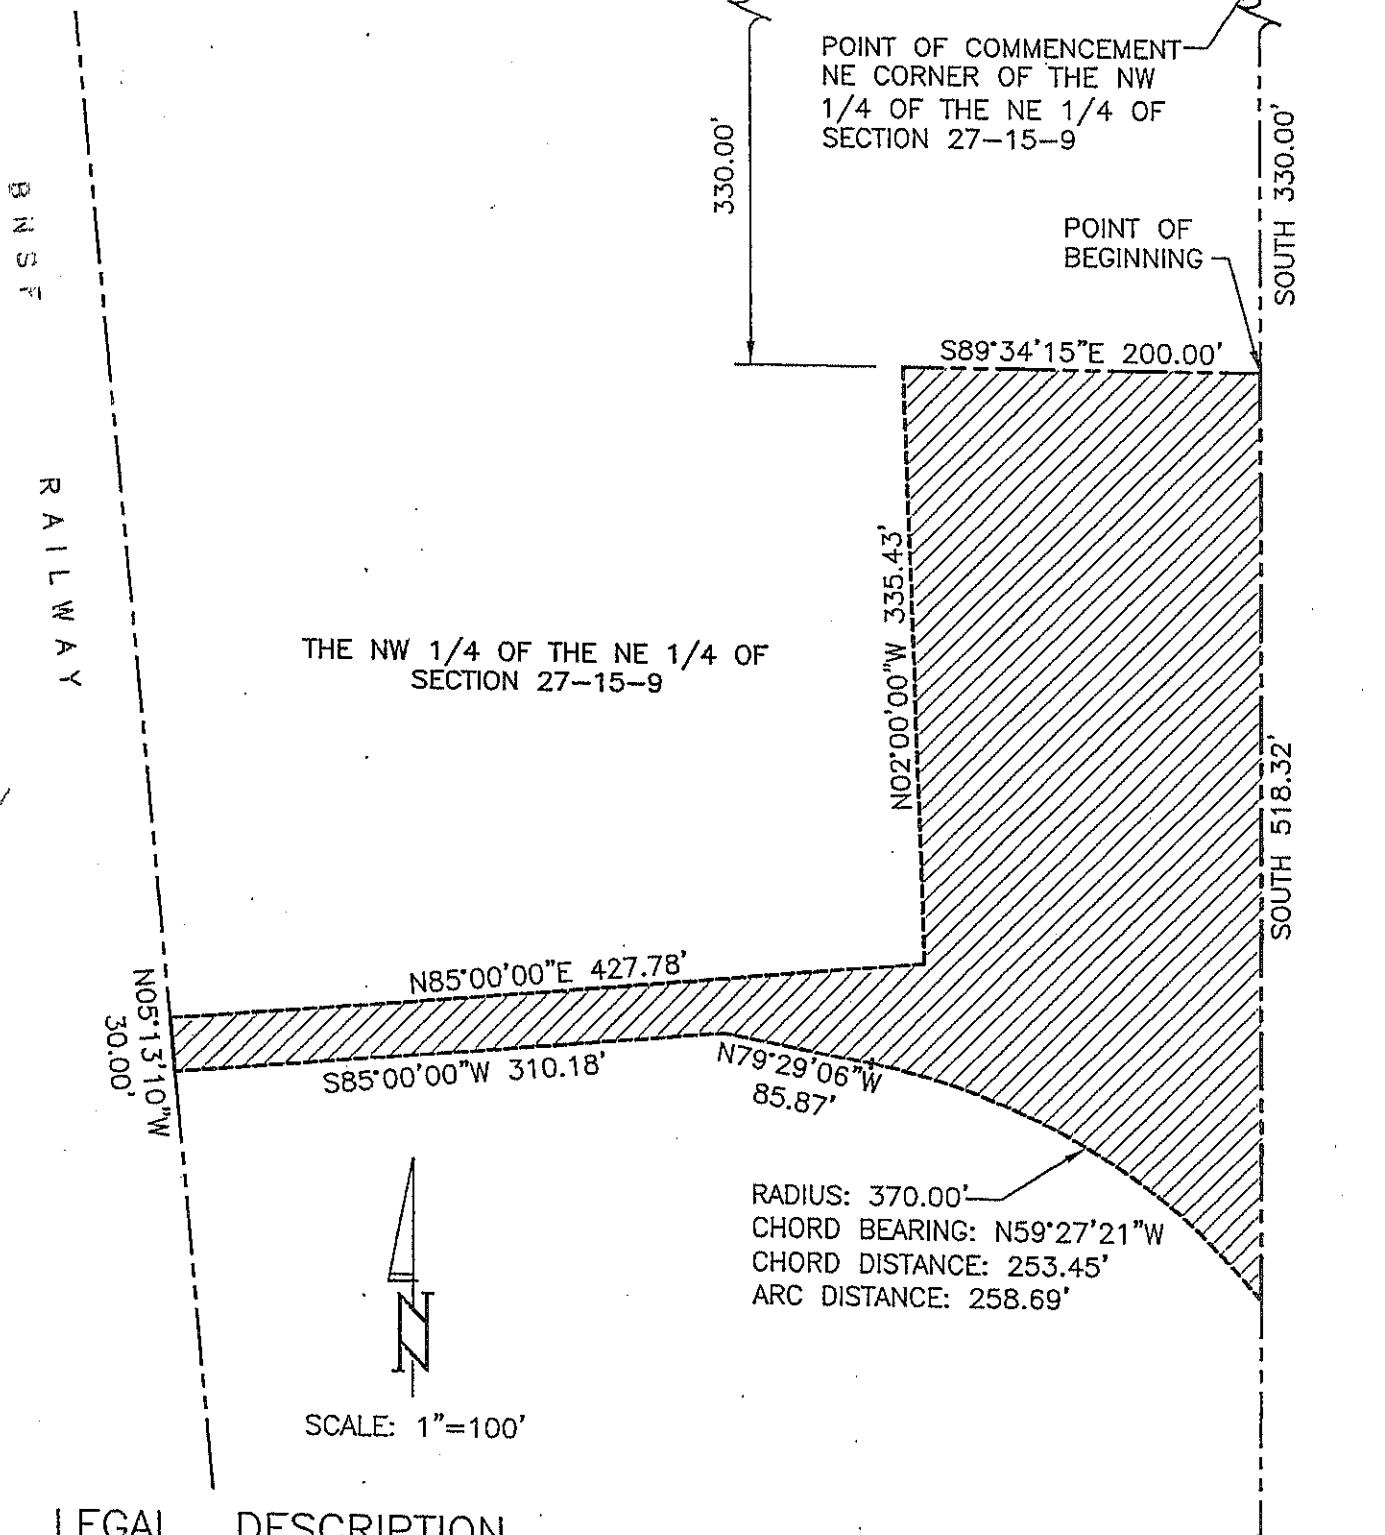 POINT OF COMMENCEMENT
NE CORNER OF THE NW
1/4 OF THE NE 1/4 OF
SECTION 27-15-9
330.00'
SOUTH 330.00'
POINT OF
BEGINNING
BNSF
S89°34'15"E 200.00'
RAILWAY
N02°00'00"W 335.43'
THE NW 1/4 OF THE NE 1/4 OF
SECTION 27-15-9
SOUTH 518.32'
N85°00'00"E 427.78'
N05°13'10"W
30.00'
S85°00'00"W 310.18'
N79°29'06"W
85.87'
RADIUS: 370.00'
CHORD BEARING: N59°27'21"W
CHORD DISTANCE: 253.45'
ARC DISTANCE: 258.69'
N
SCALE: 1"=100'
LEGAL DESCRIPTION